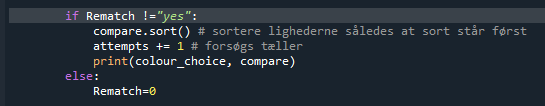 if Rematch !="yes":
compare.sort() # sortere lighederne således at sort står først
attempts += 1 # forsøgs tæller
print(colour_choice, compare)
else:
Rematch=0